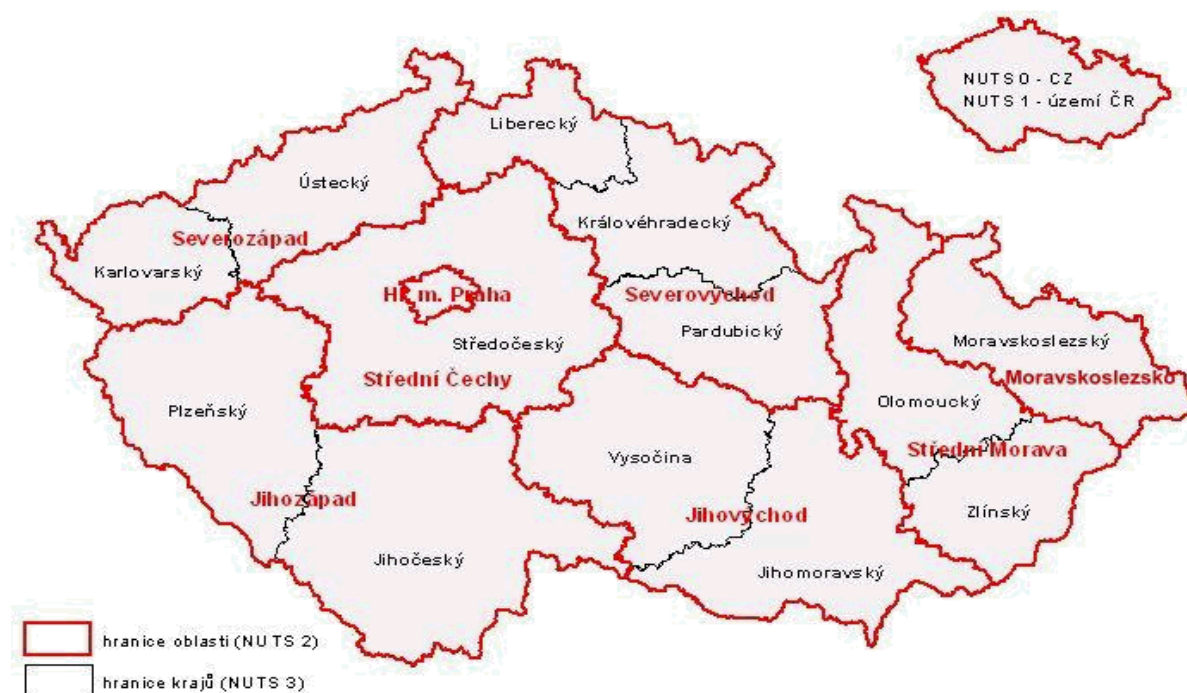 NUTS 0 - CZ
NUTS 1 - území ČR
Liberecký
Ústecký
Královéhradecký
Severozápad
Karlovarský
Hl. m. Praha
Severovýchod
Pardubický
Středočeský
Moravskoslezský
Střední Čechy
Moravskoslezsko
Plzeňský
Olomoucký
Vysočina
Střední Morava
Jihozápad
Jihovýchod
Zlínský
Jihočeský
Jihomoravský
hranice oblastí (NUTS 2)
hranice krajů (NUTS 3)